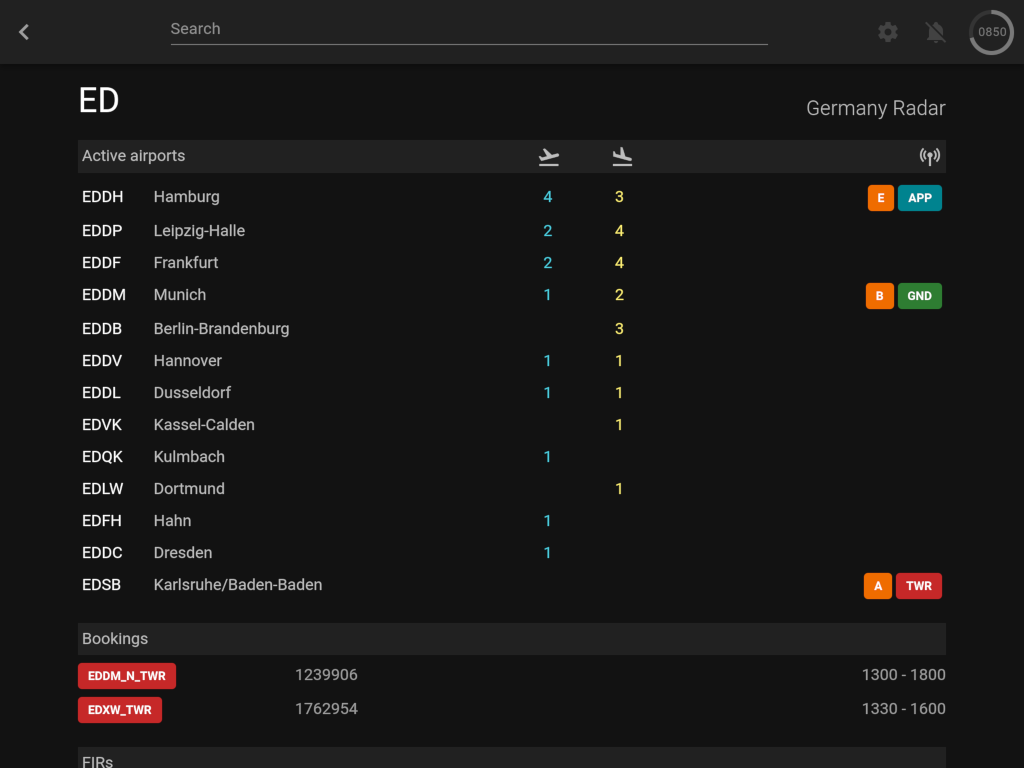 Search 0850
ED Germany Radar
Active airports
EDDH Hamburg 4 3 E APP
EDDP Leipzig-Halle 2 4
EDDF Frankfurt 2 4
EDDM Munich 1 2 B GND
EDDB Berlin-Brandenburg 3
EDDV Hannover 1 1
EDDL Dusseldorf 1 1
EDVK Kassel-Calden 1
EDQK Kulmbach 1
EDLW Dortmund 1
EDFH Hahn 1
EDDC Dresden 1
EDSB Karlsruhe/Baden-Baden A TWR
Bookings
EDDM_N_TWR 1239906 1300 - 1800
EDXW_TWR 1762954 1330 - 1600
FIRs